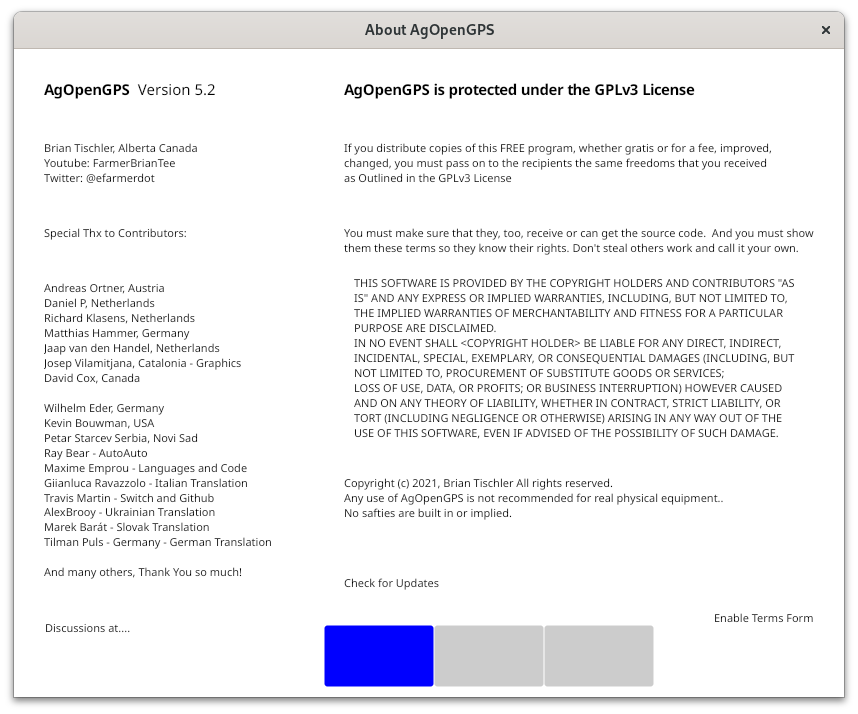 About AgOpenGPS
AgOpenGPS Version 5.2
Brian Tischler, Alberta Canada
Youtube: FarmerBrianTee
Twitter: @efarmerdot
Special Thx to Contributors:
Andreas Ortner, Austria
Daniel P, Netherlands
Richard Klasens, Netherlands
Matthias Hammer, Germany
Jaap van den Handel, Netherlands
Josep Vilamitjana, Catalonia - Graphics
David Cox, Canada
Wilhelm Eder, Germany
Kevin Bouwman, USA
Petar Starcev Serbia, Novi Sad
Ray Bear - AutoAuto
Maxime Emprou - Languages and Code
Giianluca Ravazzolo - Italian Translation
Travis Martin - Switch and Github
AlexBrooy - Ukrainian Translation
Marek Barát - Slovak Translation
Tilman Puls - Germany - German Translation
And many others, Thank You so much!
Discussions at....
AgOpenGPS is protected under the GPLv3 License
If you distribute copies of this FREE program, whether gratis or for a fee, improved,
changed, you must pass on to the recipients the same freedoms that you received
as Outlined in the GPLv3 License
You must make sure that they, too, receive or can get the source code.  And you must show
them these terms so they know their rights. Don't steal others work and call it your own.
THIS SOFTWARE IS PROVIDED BY THE COPYRIGHT HOLDERS AND CONTRIBUTORS "AS
IS" AND ANY EXPRESS OR IMPLIED WARRANTIES, INCLUDING, BUT NOT LIMITED TO,
THE IMPLIED WARRANTIES OF MERCHANTABILITY AND FITNESS FOR A PARTICULAR
PURPOSE ARE DISCLAIMED.
IN NO EVENT SHALL <COPYRIGHT HOLDER> BE LIABLE FOR ANY DIRECT, INDIRECT,
INCIDENTAL, SPECIAL, EXEMPLARY, OR CONSEQUENTIAL DAMAGES (INCLUDING, BUT
NOT LIMITED TO, PROCUREMENT OF SUBSTITUTE GOODS OR SERVICES;
LOSS OF USE, DATA, OR PROFITS; OR BUSINESS INTERRUPTION) HOWEVER CAUSED
AND ON ANY THEORY OF LIABILITY, WHETHER IN CONTRACT, STRICT LIABILITY, OR
TORT (INCLUDING NEGLIGENCE OR OTHERWISE) ARISING IN ANY WAY OUT OF THE
USE OF THIS SOFTWARE, EVEN IF ADVISED OF THE POSSIBILITY OF SUCH DAMAGE.
Copyright (c) 2021, Brian Tischler All rights reserved.
Any use of AgOpenGPS is not recommended for real physical equipment..
No safties are built in or implied.
Check for Updates
Enable Terms Form